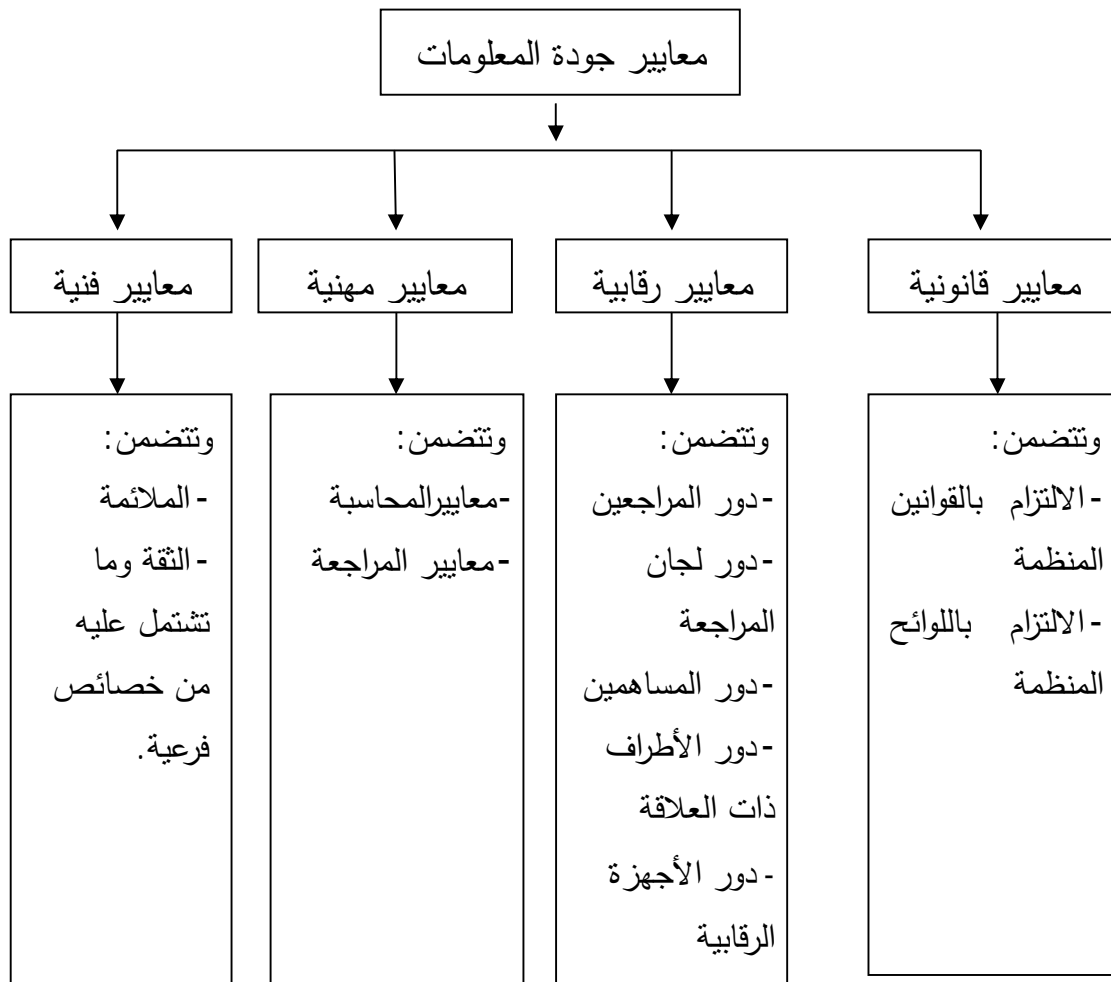 معايير جودة المعلومات
معايير قانونية
معايير رقابية
معايير مهنية
معايير فنية
وتتضمن:
-الالتزام بالقوانين
المنظمة
-الالتزام باللوائح
المنظمة
وتتضمن:
-دور المراجعين
-دور لجان
المراجعة
-دور المساهمين
-دور الأطراف
ذات العلاقة
- دور الأجهزة
الرقابية
وتتضمن:
-معاييرالمحاسبة
-معايير المراجعة
وتتضمن:
- الملائمة
- الثقة وما
تشتمل عليه
من خصائص
فرعية.